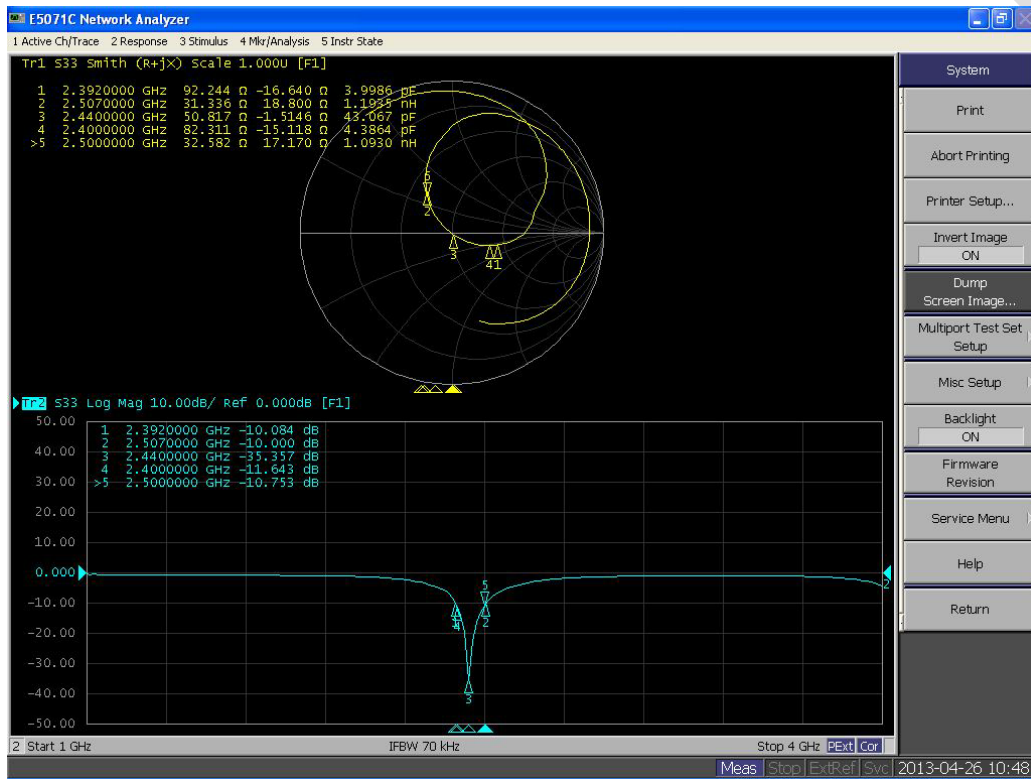 E5071C Network Analyzer
1 Active Ch/Trace 2 Response 3 Stimulus 4 Mkr/Analysis 5 Instr State
Tr1 S33 Smith (R+jX) Scale 1.000U [F1]
1 2.3920000 GHz 92.244 Ω -16.640 Ω 3.9986 pF
2 2.5070000 GHz 31.336 Ω 18.800 Ω 1.1935 nH
3 2.4400000 GHz 50.817 Ω -1.5146 Ω 43.067 pF
4 2.4000000 GHz 82.311 Ω -15.118 Ω 4.3864 pF
>5 2.5000000 GHz 32.582 Ω 17.170 Ω 1.0930 nH
5
2
3
41
Tr2 S33 Log Mag 10.00dB/ Ref 0.000dB [F1]
50.00
1 2.3920000 GHz -10.084 dB
2 2.5070000 GHz -10.000 dB
40.00
3 2.4400000 GHz -35.357 dB
4 2.4000000 GHz -11.643 dB
30.00
>5 2.5000000 GHz -10.753 dB
20.00
10.00
0.000
5
2
-10.00
4
2
-20.00
-30.00
-40.00
3
-50.00
2 Start 1 GHz
IFBW 70 kHz
Stop 4 GHz PExt Cor
System
Print
Abort Printing
Printer Setup...
Invert Image
ON
Dump
Screen Image...
Multiport Test Set
Setup
Misc Setup
Backlight
ON
Firmware
Revision
Service Menu
Help
Return
Meas Stop ExtRef Svc 2013-04-26 10:48